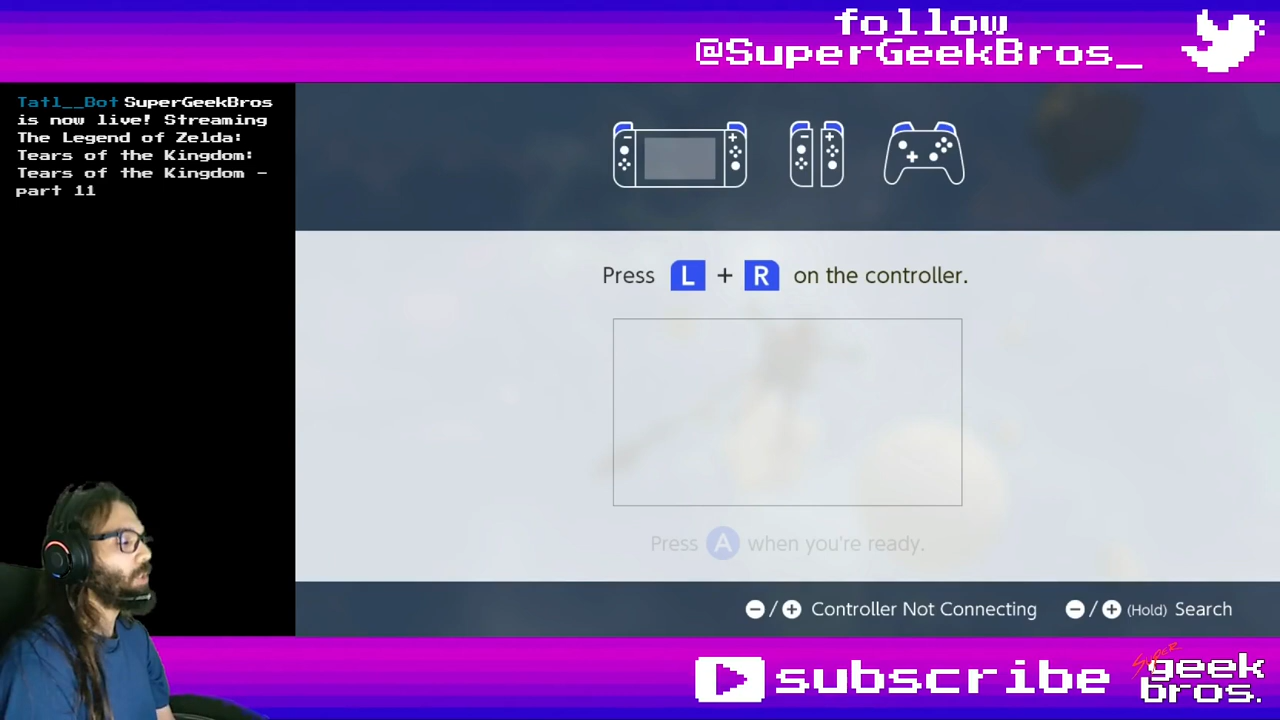 follow
@SuperGeekBros_
Tatl__Bot SuperGeekBros
is now live! Streaming
The Legend of Zelda:
Tears of the Kingdom:
Tears of the Kingdom -
part 11
Press L + R on the controller.
Press A when you're ready.
-/+ Controller Not Connecting -/+ (Hold) Search
subscribe
SUPER
geek
bros.